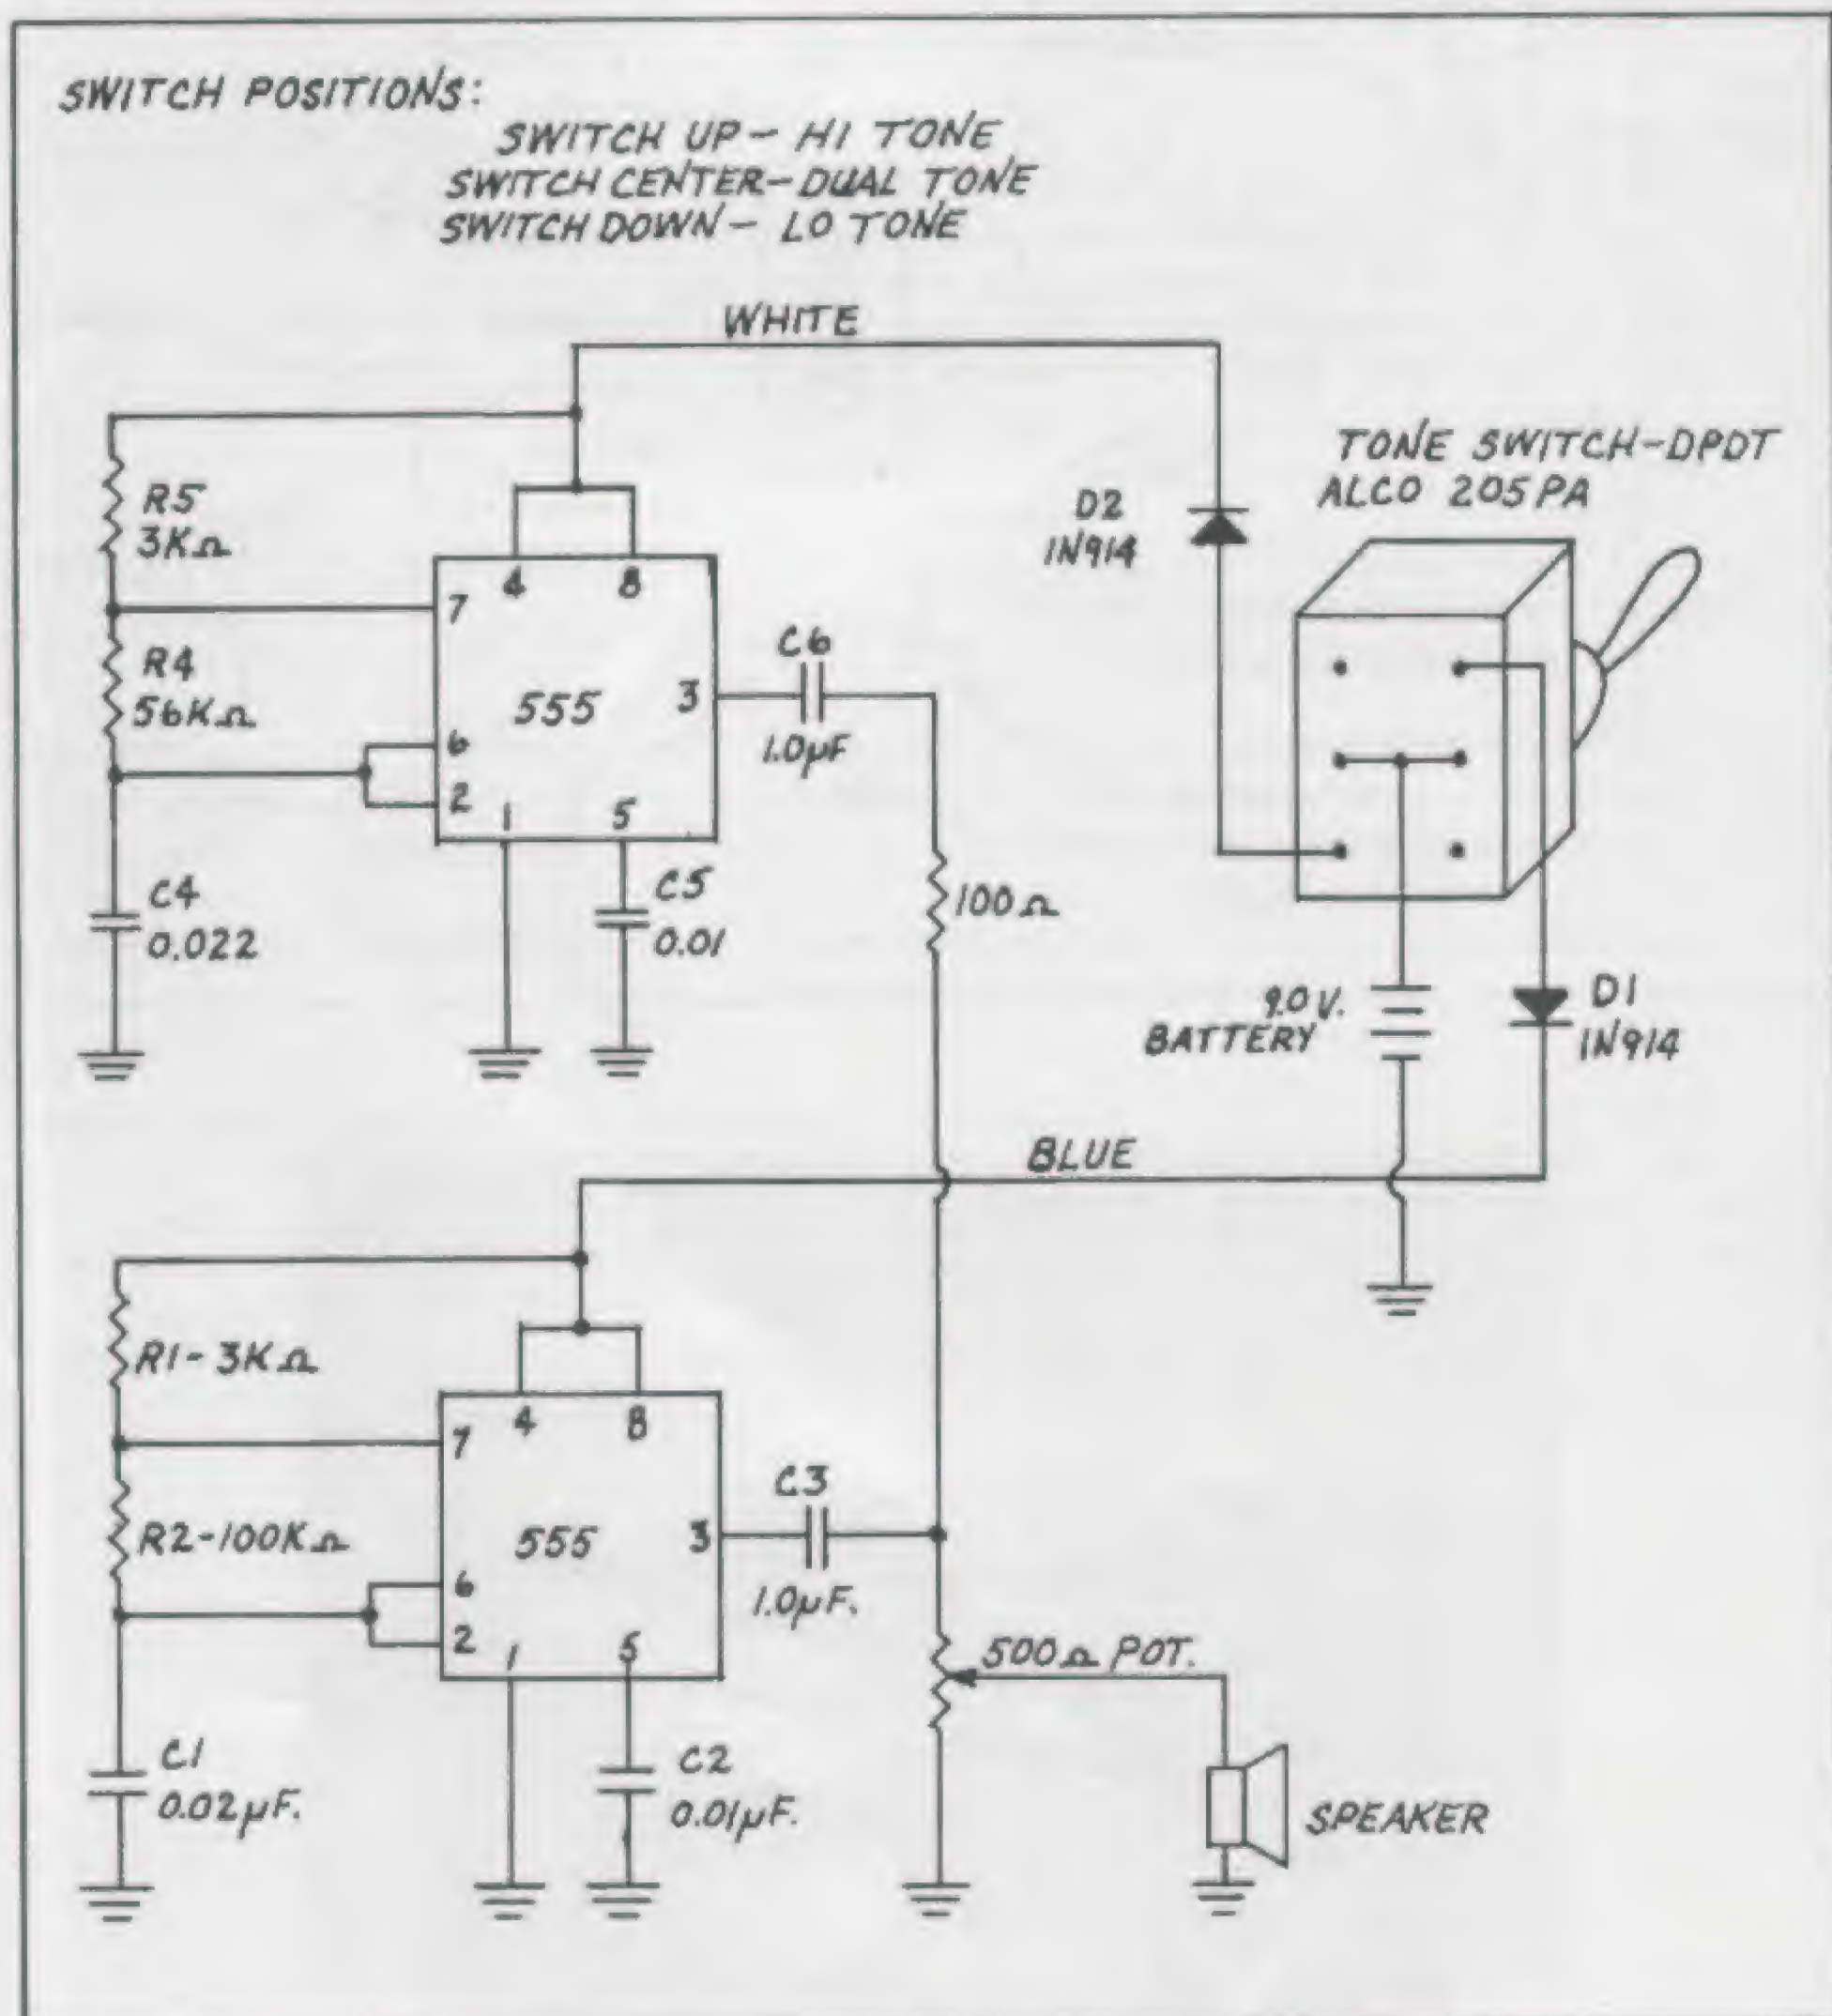 SWITCH POSITIONS:
SWITCH UP - HI TONE
SWITCH CENTER - DUAL TONE
SWITCH DOWN - LO TONE
WHITE
TONE SWITCH-DPDT
ALCO 205PA
D2
1N914
R5
3KΩ
4
8
7
R4
56KΩ
555
3
C6
1.0µF
6
2
1
5
C4
0.022
C5
0.01
100Ω
9.0V.
BATTERY
D1
1N914
BLUE
R1-3KΩ
4
8
7
R2-100KΩ
555
3
C3
1.0µF.
6
2
1
5
500Ω POT.
C1
0.02µF.
C2
0.01µF.
SPEAKER